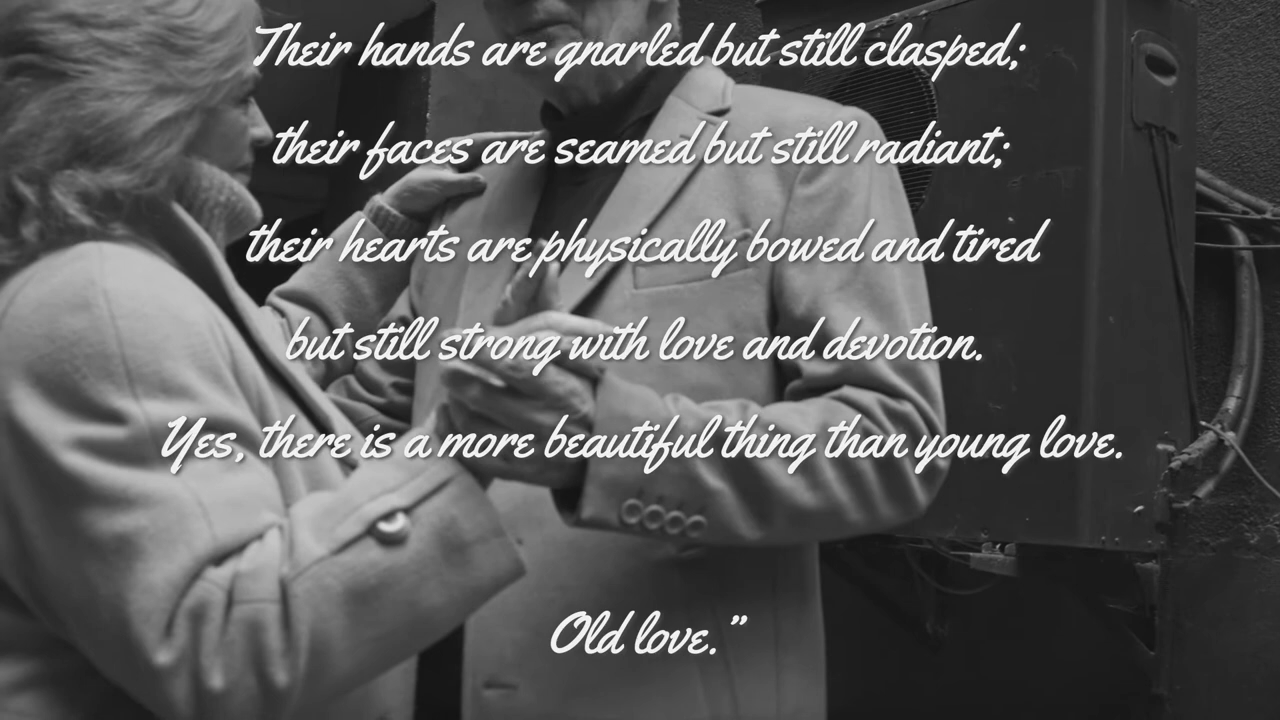 Their hands are gnarled but still clasped;
their faces are seamed but still radiant;
their hearts are physically bowed and tired
but still strong with love and devotion.
Yes, there is a more beautiful thing than young love.
Old love.”